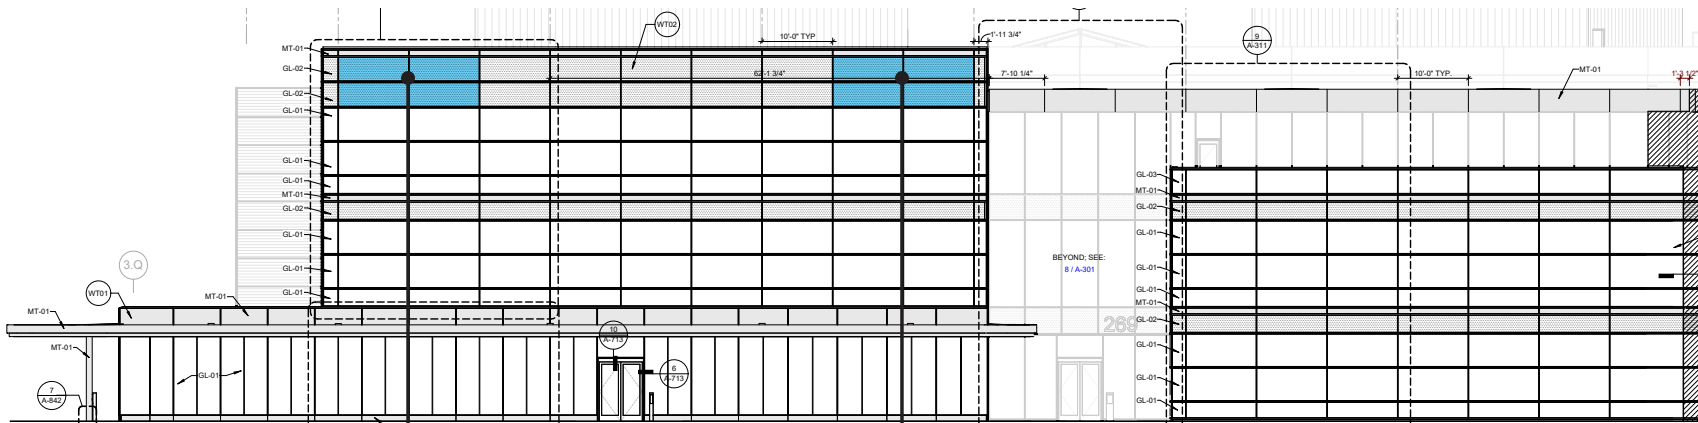 WT02
10'-0" TYP
1'-11 3/4"
9
A-311
MT-01
GL-02
62'-1 3/4"
7'-10 1/4"
10'-0" TYP.
MT-01
1'-3 1/2"
GL-02
GL-01
GL-01
GL-01
MT-01
GL-02
GL-01
GL-01
GL-01
GL-03
MT-01
GL-02
GL-01
BEYOND; SEE:
8 / A-301
GL-01
GL-01
MT-01
GL-02
GL-01
GL-01
GL-01
3.Q
WT01
MT-01
MT-01
MT-01
GL-01
269
10
A-713
6
A-713
7
A-842